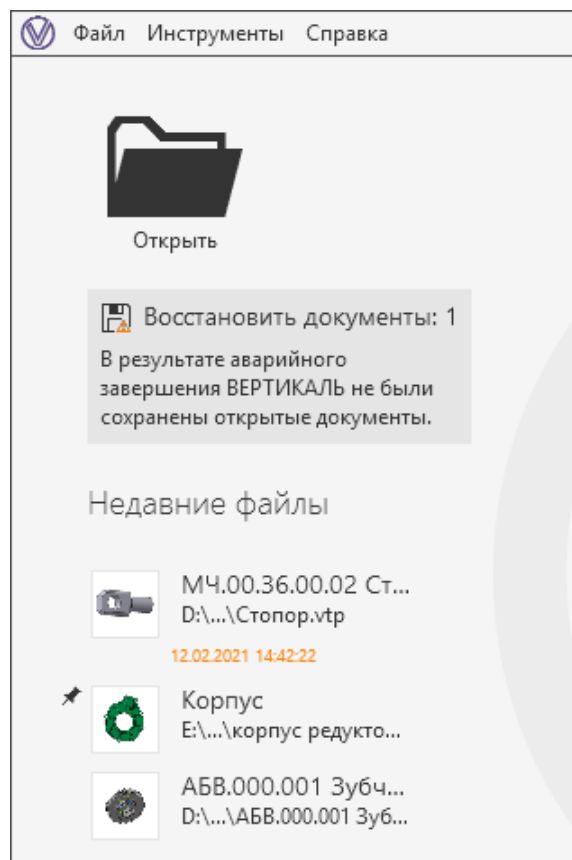 Файл Инструменты Справка
Открыть
Восстановить документы: 1
В результате аварийного
завершения ВЕРТИКАЛЬ не были
сохранены открытые документы.
Недавние файлы
МЧ.00.36.00.02 Ст...
D:\...\Стопор.vtp
12.02.2021 14:42:22
Корпус
E:\...\корпус редукто...
АБВ.000.001 Зубч...
D:\...\АБВ.000.001 Зуб...